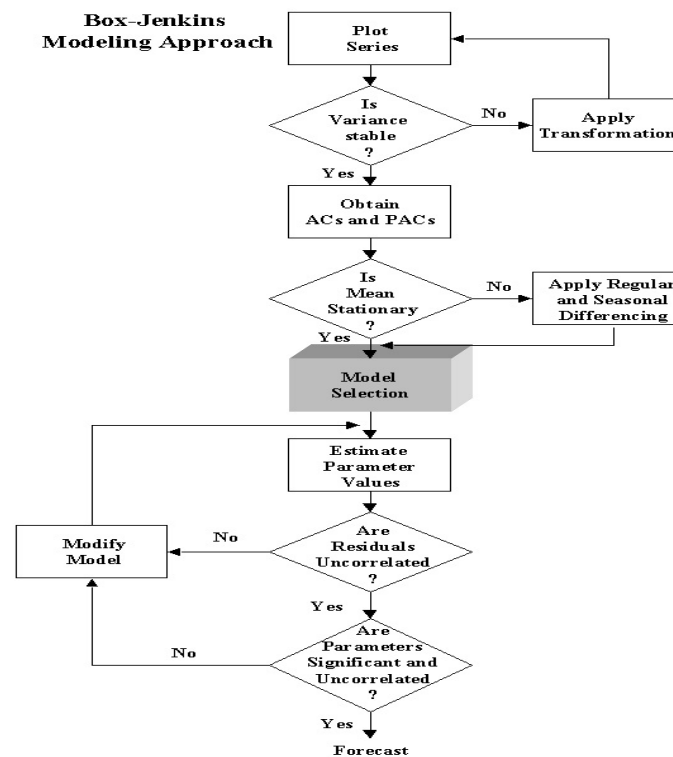 Box-Jenkins
Modeling Approach
Plot
Series
Is
Variance
stable
?
No
Apply
Transformation
Yes
Obtain
ACs and PACs
Is
Mean
Stationary
?
No
Apply Regular
and Seasonal
Differencing
Yes
Model
Selection
Estimate
Parameter
Values
Are
Residuals
Uncorrelated
?
No
Modify
Model
Yes
Are
Parameters
Significant and
Uncorrelated
?
No
Yes
Forecast